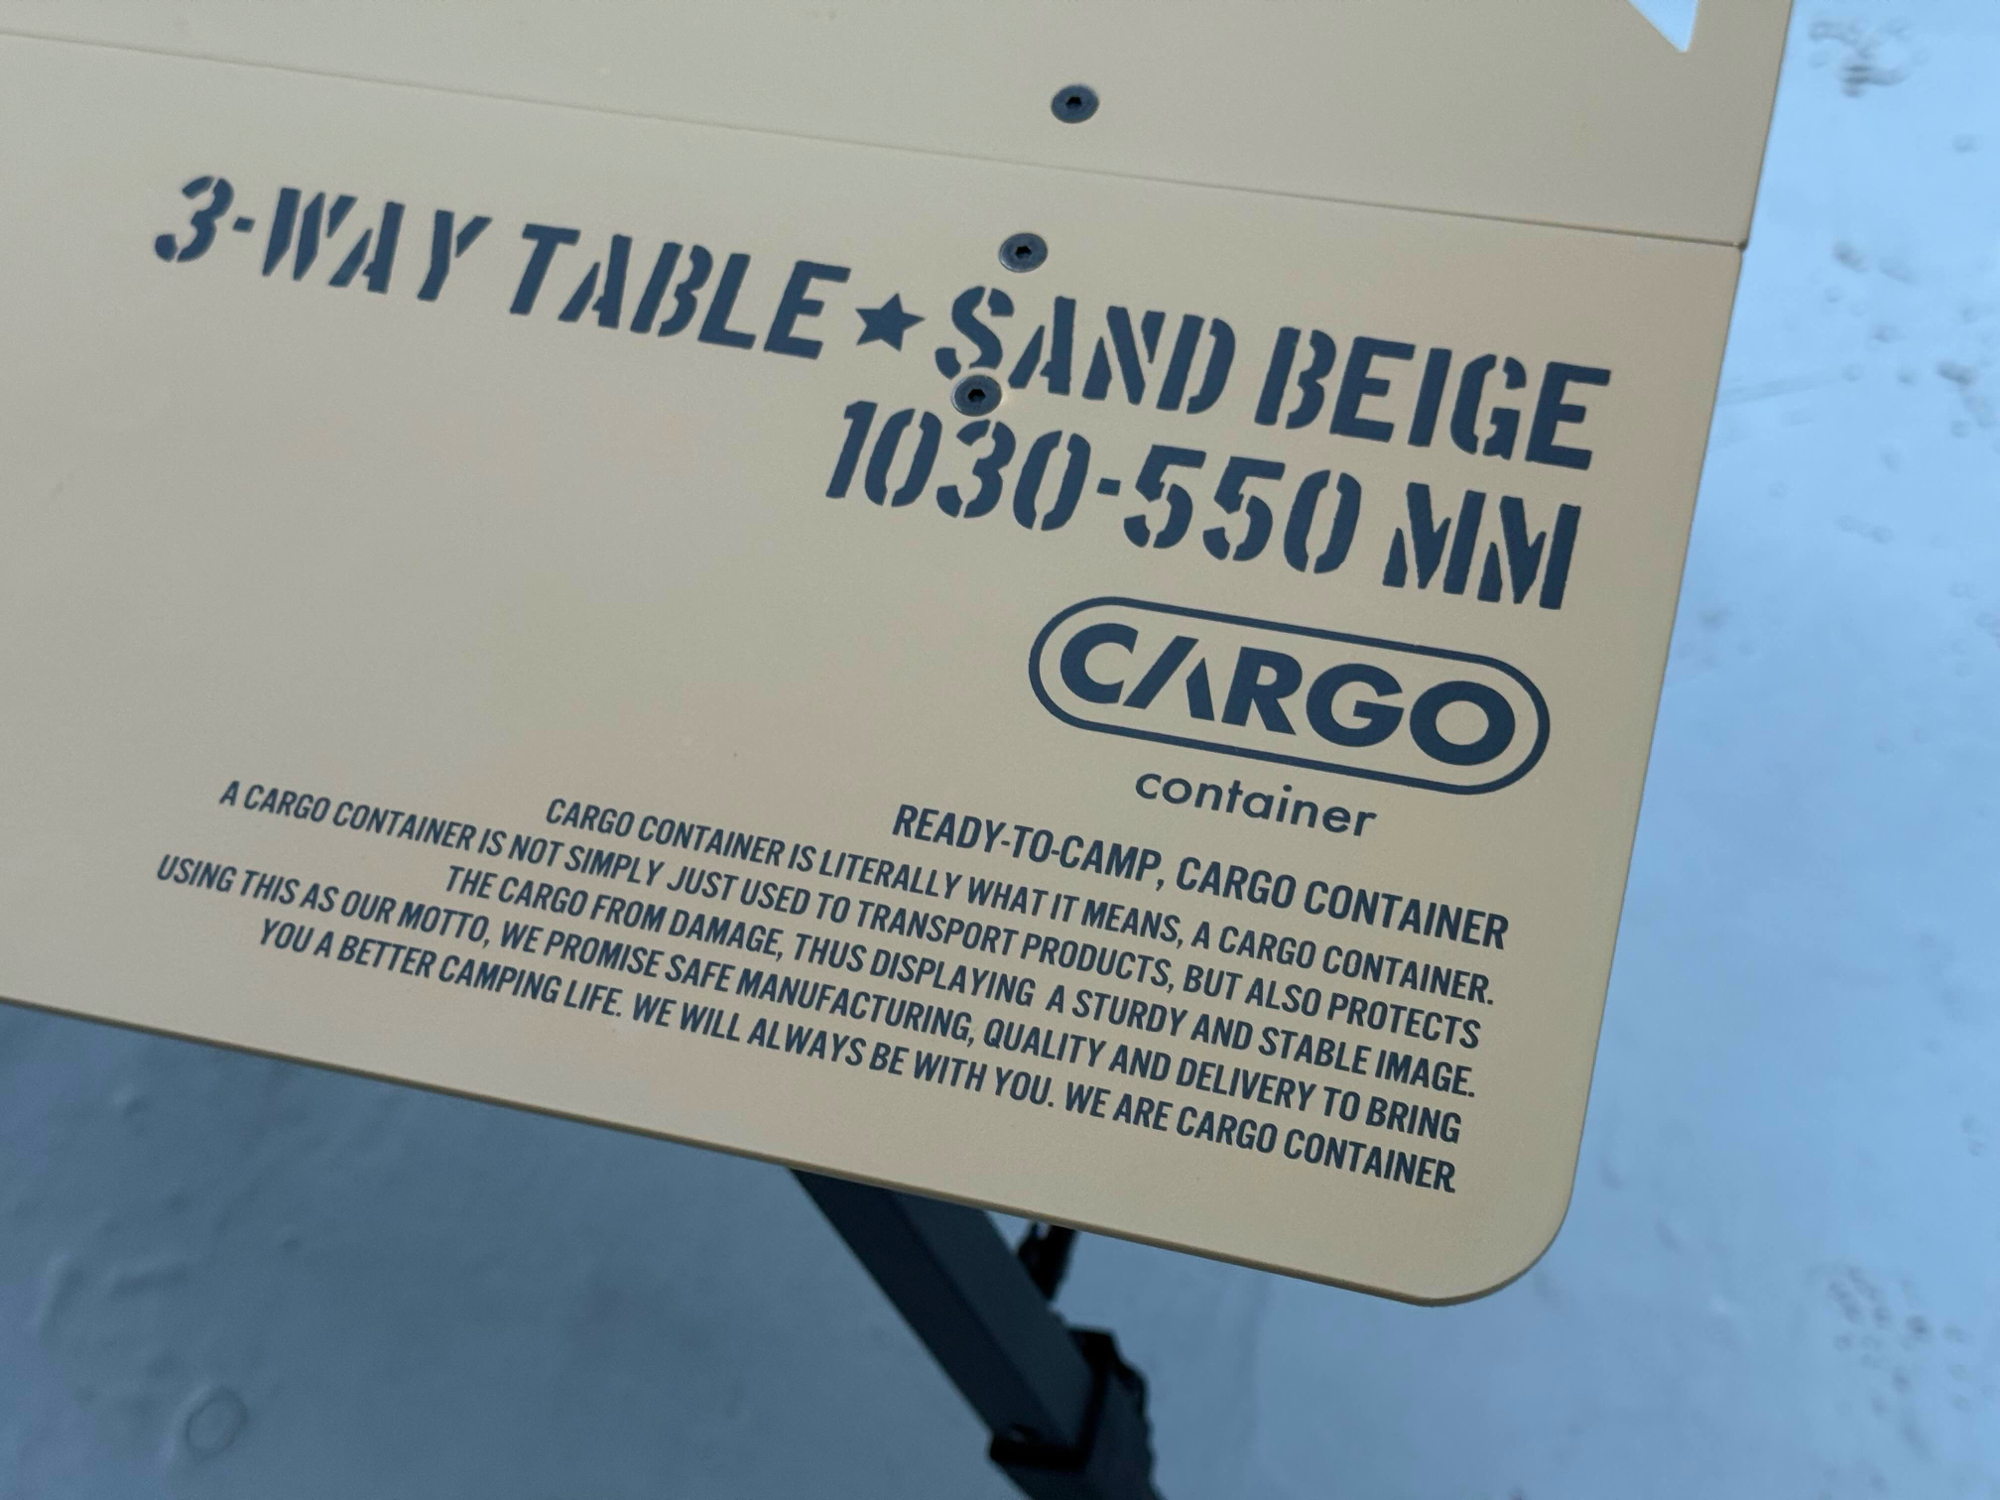 3-WAY TABLE★SAND BEIGE
1030-550 MM
CARGO
container
READY-TO-CAMP, CARGO CONTAINER
CARGO CONTAINER IS LITERALLY WHAT IT MEANS, A CARGO CONTAINER.
A CARGO CONTAINER IS NOT SIMPLY JUST USED TO TRANSPORT PRODUCTS, BUT ALSO PROTECTS
THE CARGO FROM DAMAGE, THUS DISPLAYING A STURDY AND STABLE IMAGE.
USING THIS AS OUR MOTTO, WE PROMISE SAFE MANUFACTURING, QUALITY AND DELIVERY TO BRING
YOU A BETTER CAMPING LIFE. WE WILL ALWAYS BE WITH YOU. WE ARE CARGO CONTAINER